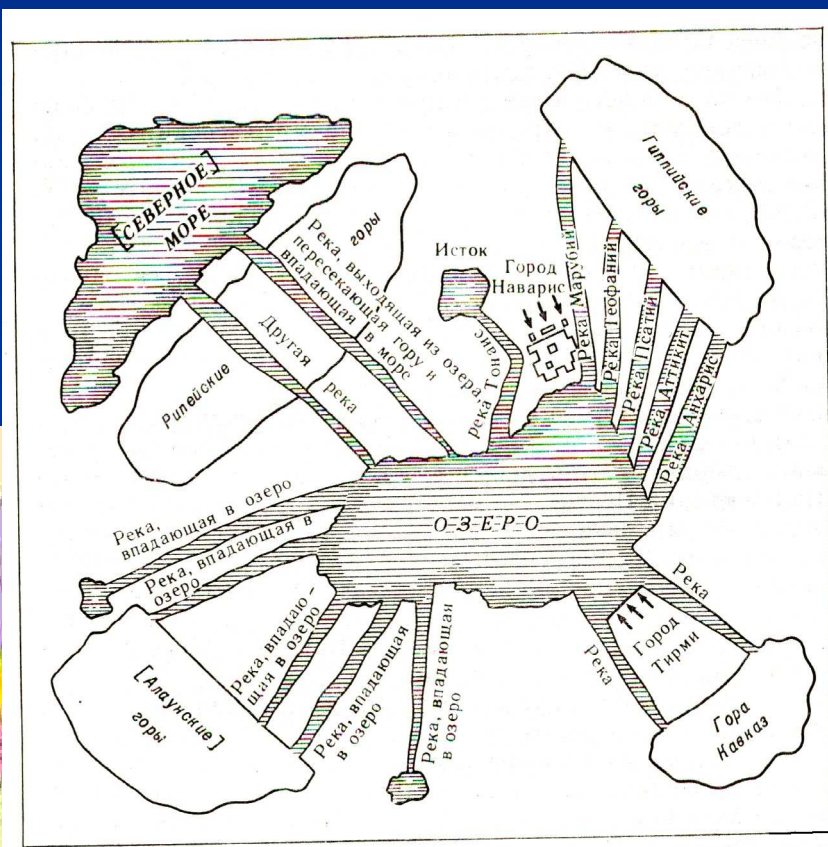 [СЕВЕРНОЕ]
МОРЕ
Рипейские
горы
Река, выходящая из озера,
пересекающая гору и
впадающая в море
Другая
река
Исток
река Тонаис
Город
Наварис
Река Марубий
Река Теофаний
Река Псатий
Река Аттикит
Река Анхарис
Гиппийские
горы
ОЗЕРО
Река,
впадающая в озеро
Река, впадающая в
озеро
[Алаунские]
горы
Река, впадаю-
щая в озеро
Река, впадающая
в озеро
Река, впадающая
в озеро
Река
Город
Тирми
Река
Гора
Кавказ